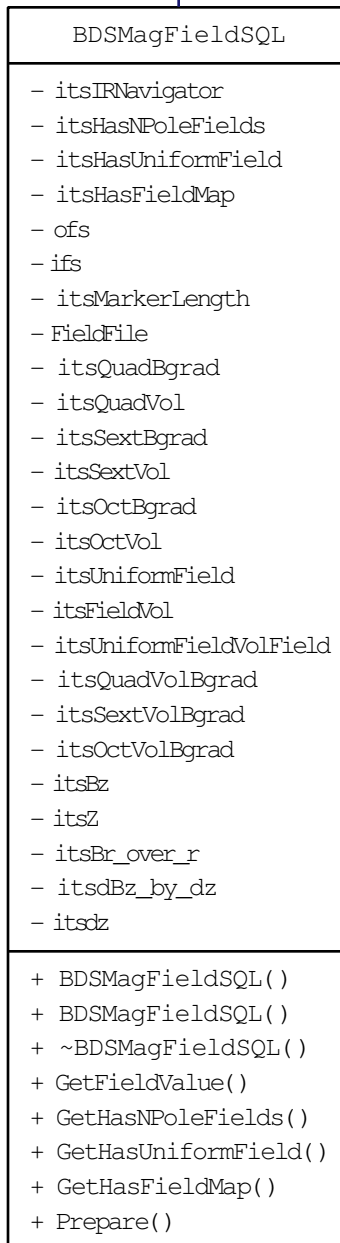 BDSMagFieldSQL
- itsIRNavigator
- itsHasNPoleFields
- itsHasUniformField
- itsHasFieldMap
- ofs
- ifs
- itsMarkerLength
- FieldFile
- itsQuadBgrad
- itsQuadVol
- itsSextBgrad
- itsSextVol
- itsOctBgrad
- itsOctVol
- itsUniformField
- itsFieldVol
- itsUniformFieldVolField
- itsQuadVolBgrad
- itsSextVolBgrad
- itsOctVolBgrad
- itsBz
- itsZ
- itsBr_over_r
- itsdBz_by_dz
- itsdz
+ BDSMagFieldSQL()
+ BDSMagFieldSQL()
+ ~BDSMagFieldSQL()
+ GetFieldValue()
+ GetHasNPoleFields()
+ GetHasUniformField()
+ GetHasFieldMap()
+ Prepare()